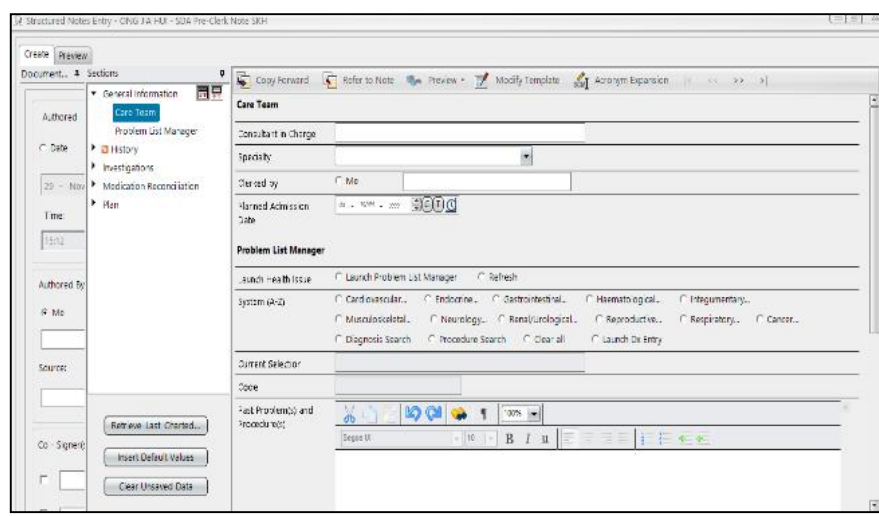 Structured Notes Entry - ONG JIA HUI - SDA Pre-Clerk Note SKH
Create Preview
Document... Sections
Copy Forward Refer to Note Preview Modify Template Acronym Expansion << >> >|
General Information
Care Team
Authored
Care Team
Problem List Manager
Consultant in Charge
Date
History
Specialty
Investigations
29 - Nov
Medication Reconciliation
Clerked by Me
Plan
Planned Admission
Date
Time:
15:12
Problem List Manager
Launch Health Issue Launch Problem List Manager Refresh
Authored By
System (A-Z) Cardiovascular... Endocrine... Gastrointestinal... Haematological... Integumentary...
Me
Musculoskeletal... Neurology... Renal/Urological... Reproductive... Respiratory... Cancer...
Diagnosis Search Procedure Search Clear all Launch Dx Entry
Source:
Current Selection
Code
Past Problem(s) and
Procedure(s)
100%
Retrieve Last Charted...
Segoe UI 10 B I u
Co - Signer(s
Insert Default Values
Clear Unsaved Data